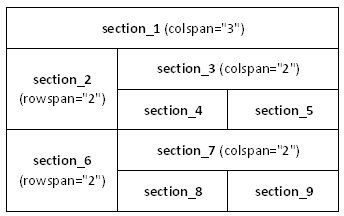 section_1 (colspan="3")
section_2
(rowspan="2")
section_3 (colspan="2")
section_4
section_5
section_6
(rowspan="2")
section_7 (colspan="2")
section_8
section_9